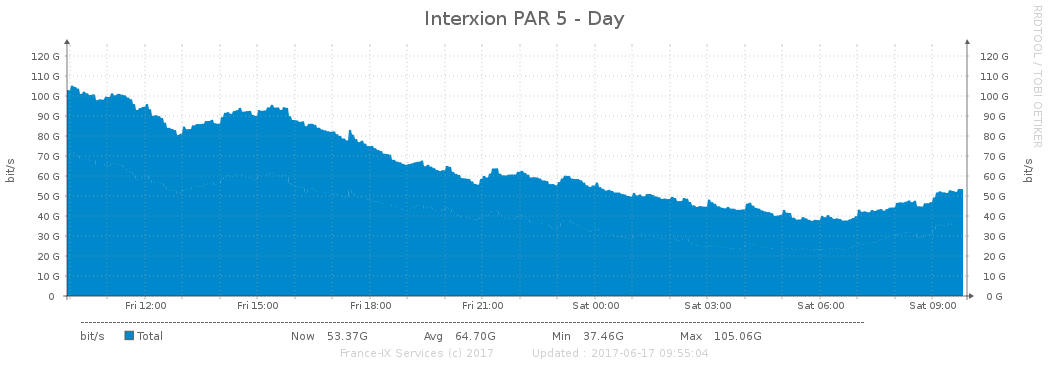 Interxion PAR 5 - Day
RRDTOOL / TOBI OETIKER
bit/s
120 G
110 G
100 G
90 G
80 G
70 G
60 G
50 G
40 G
30 G
20 G
10 G
0
120 G
110 G
100 G
90 G
80 G
70 G
60 G
50 G
40 G
30 G
20 G
10 G
0 G
bit/s
Fri 12:00 Fri 15:00 Fri 18:00 Fri 21:00 Sat 00:00 Sat 03:00 Sat 06:00 Sat 09:00
bit/s Total Now 53.37G Avg 64.70G Min 37.46G Max 105.06G
France-IX Services (c) 2017 Updated : 2017-06-17 09:55:04